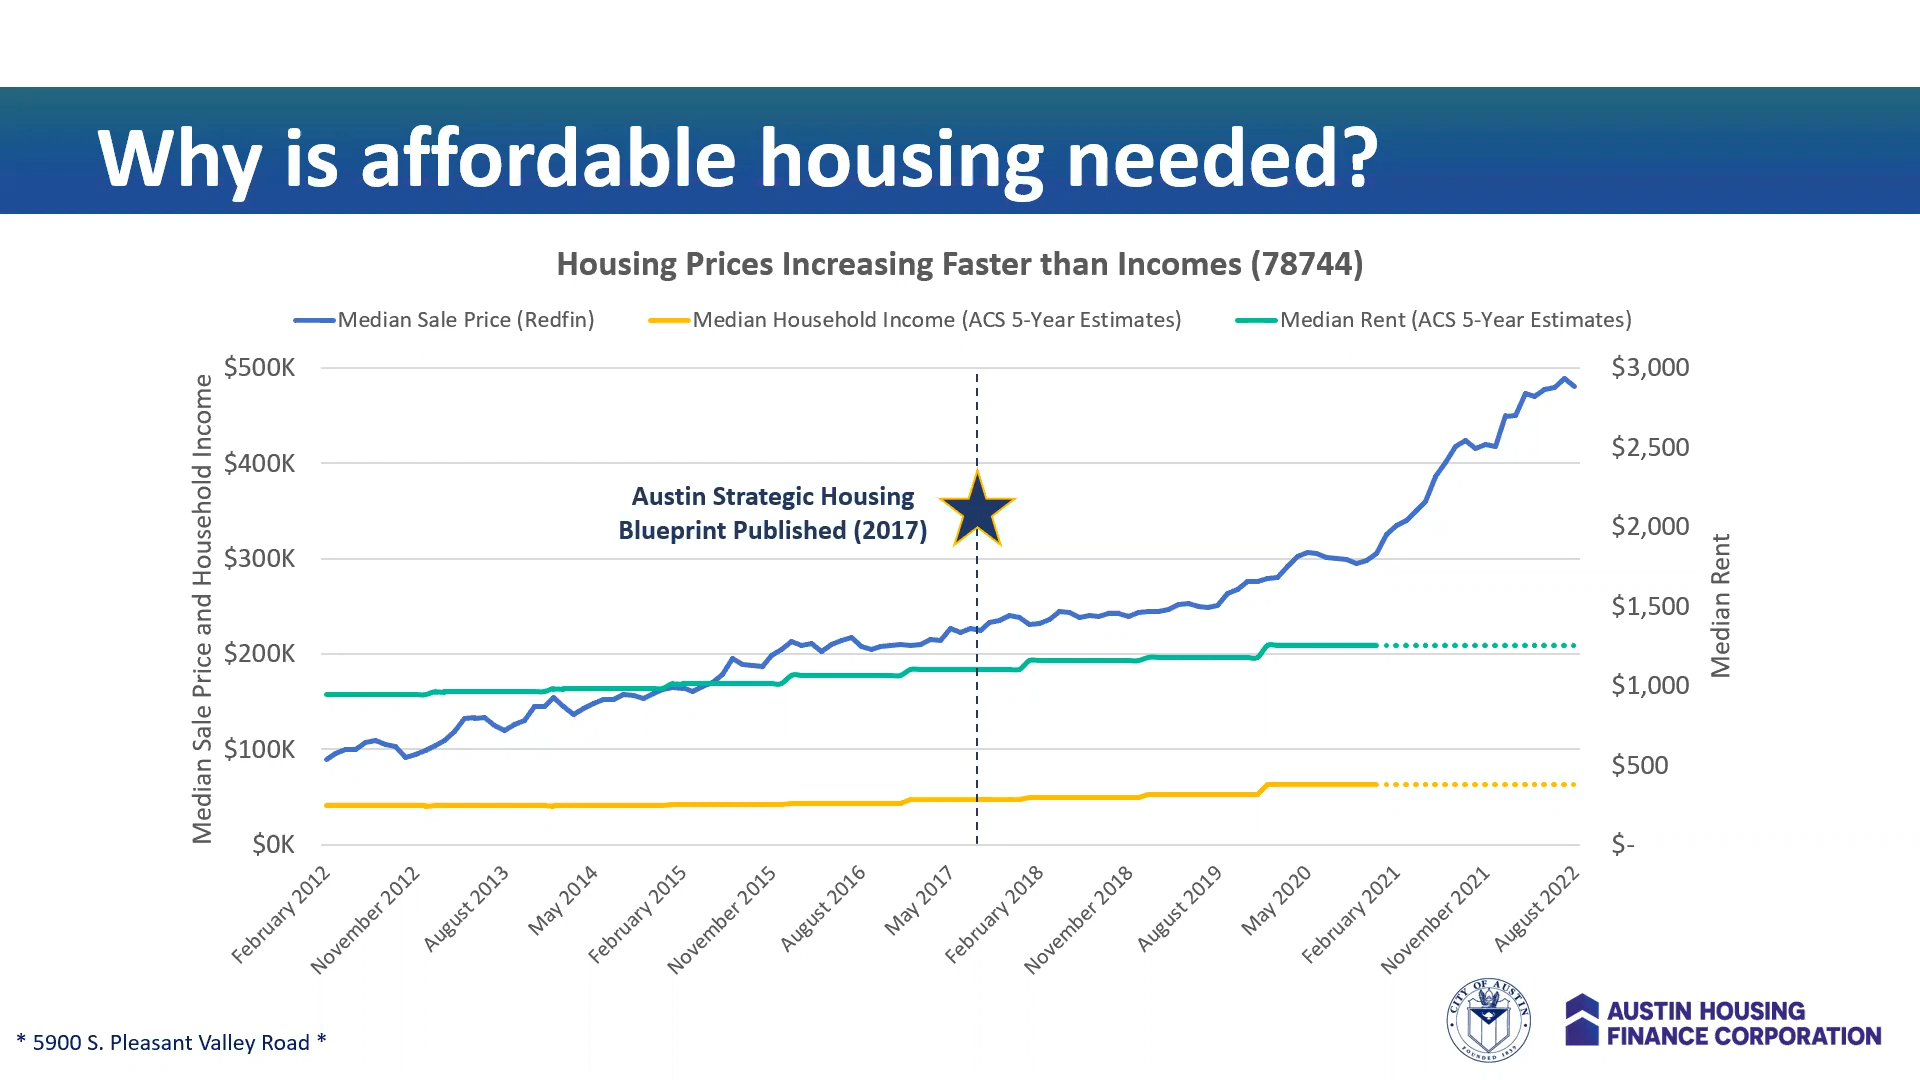 Why is affordable housing needed?
Housing Prices Increasing Faster than Incomes (78744)
Median Sale Price (Redfin)
Median Household Income (ACS 5-Year Estimates)
Median Rent (ACS 5-Year Estimates)
Median Sale Price and Household Income
$500K
$400K
$300K
$200K
$100K
$0K
Austin Strategic Housing
Blueprint Published (2017)
$3,000
$2,500
$2,000
$1,500
$1,000
$500
$-
Median Rent
February 2012
November 2012
August 2013
May 2014
February 2015
November 2015
August 2016
May 2017
February 2018
November 2018
August 2019
May 2020
February 2021
November 2021
August 2022
* 5900 S. Pleasant Valley Road *
CITY OF AUSTIN
FOUNDED 1839
AUSTIN HOUSING
FINANCE CORPORATION